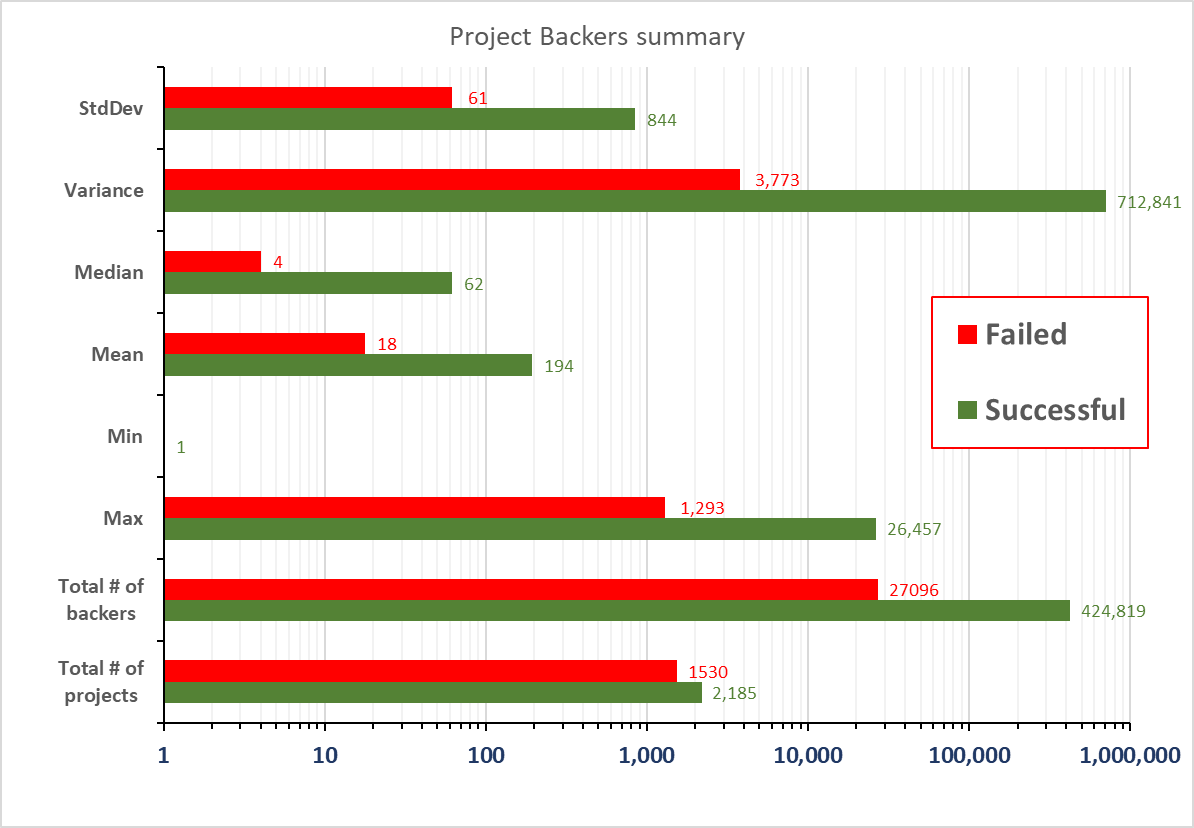 Project Backers summary
StdDev
61
844
Variance
3,773
712,841
Median
4
62
Mean
18
194
Min
1
Max
1,293
26,457
Total # of
backers
27096
424,819
Total # of
projects
1530
2,185
Failed
Successful
1 10 100 1,000 10,000 100,000 1,000,000